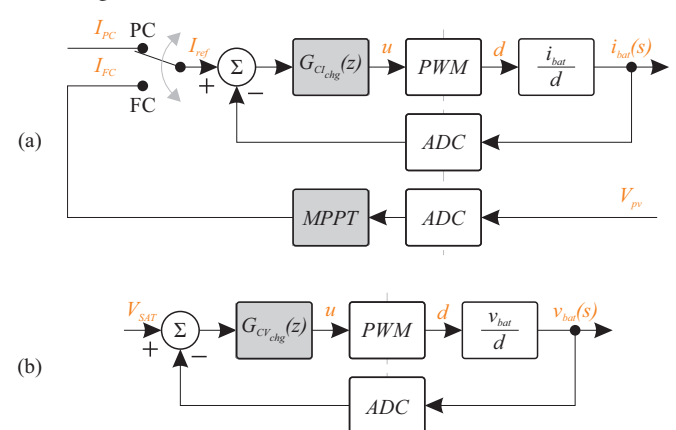 I_PC PC
I_ref
I_FC
FC
+ Σ −
G_CI_chg(z)
u
PWM
d
i_bat
d
i_bat(s)
(a)
ADC
MPPT
ADC
V_pv
V_SAT
+ Σ −
G_CV_chg(z)
u
PWM
d
v_bat
d
v_bat(s)
(b)
ADC